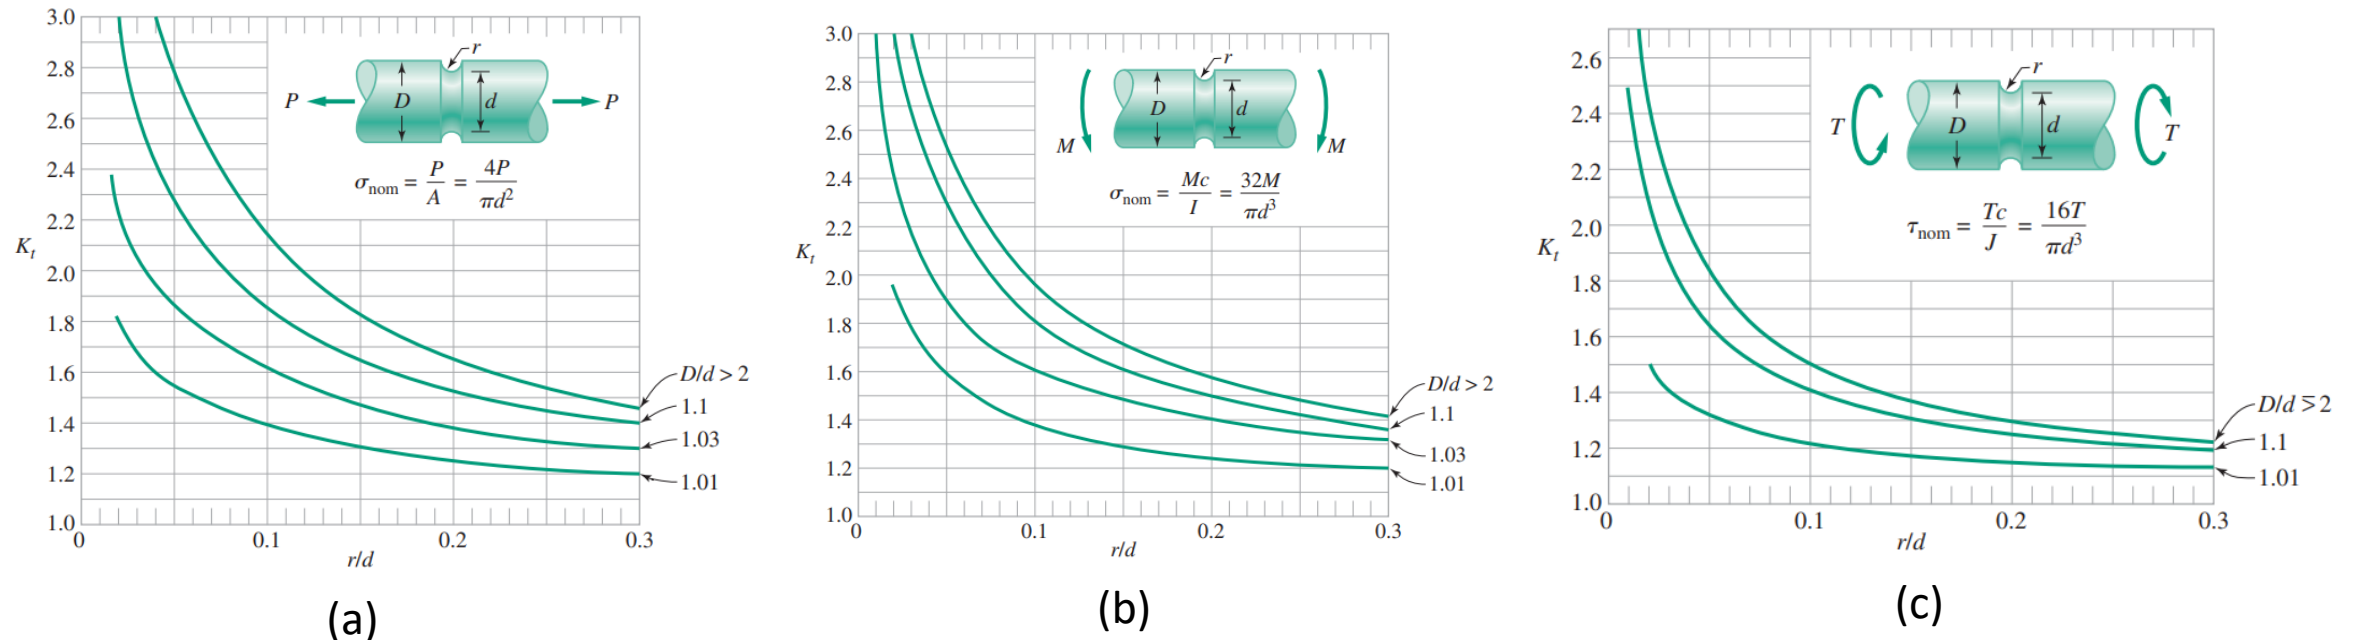 3.0
2.8
2.6
2.4
2.2
2.0
1.8
1.6
1.4
1.2
1.0
K_t
0
0.1
0.2
0.3
r/d
r
P
D
d
P
σ_nom = P/A = 4P/πd²
D/d > 2
1.1
1.03
1.01
(a)
3.0
2.8
2.6
2.4
2.2
2.0
1.8
1.6
1.4
1.2
1.0
K_t
0
0.1
0.2
0.3
r/d
r
D
d
M
M
σ_nom = Mc/I = 32M/πd³
D/d > 2
1.1
1.03
1.01
(b)
2.6
2.4
2.2
2.0
1.8
1.6
1.4
1.2
1.0
K_t
0
0.1
0.2
0.3
r/d
r
T
D
d
T
τ_nom = Tc/J = 16T/πd³
D/d ⋝ 2
1.1
1.01
(c)